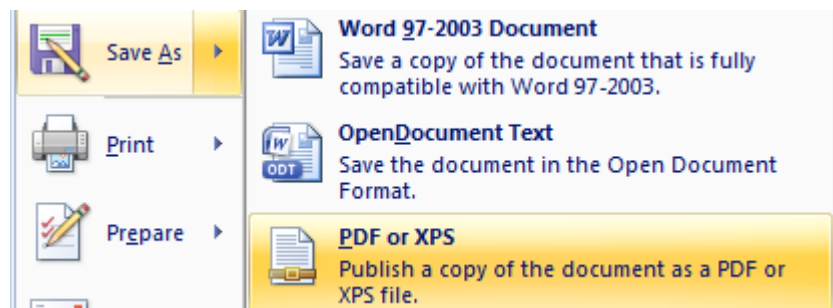 Save As
Print
Prepare
Word 97-2003 Document
Save a copy of the document that is fully
compatible with Word 97-2003.
OpenDocument Text
ODT
Save the document in the Open Document
Format.
PDF or XPS
Publish a copy of the document as a PDF or
XPS file.